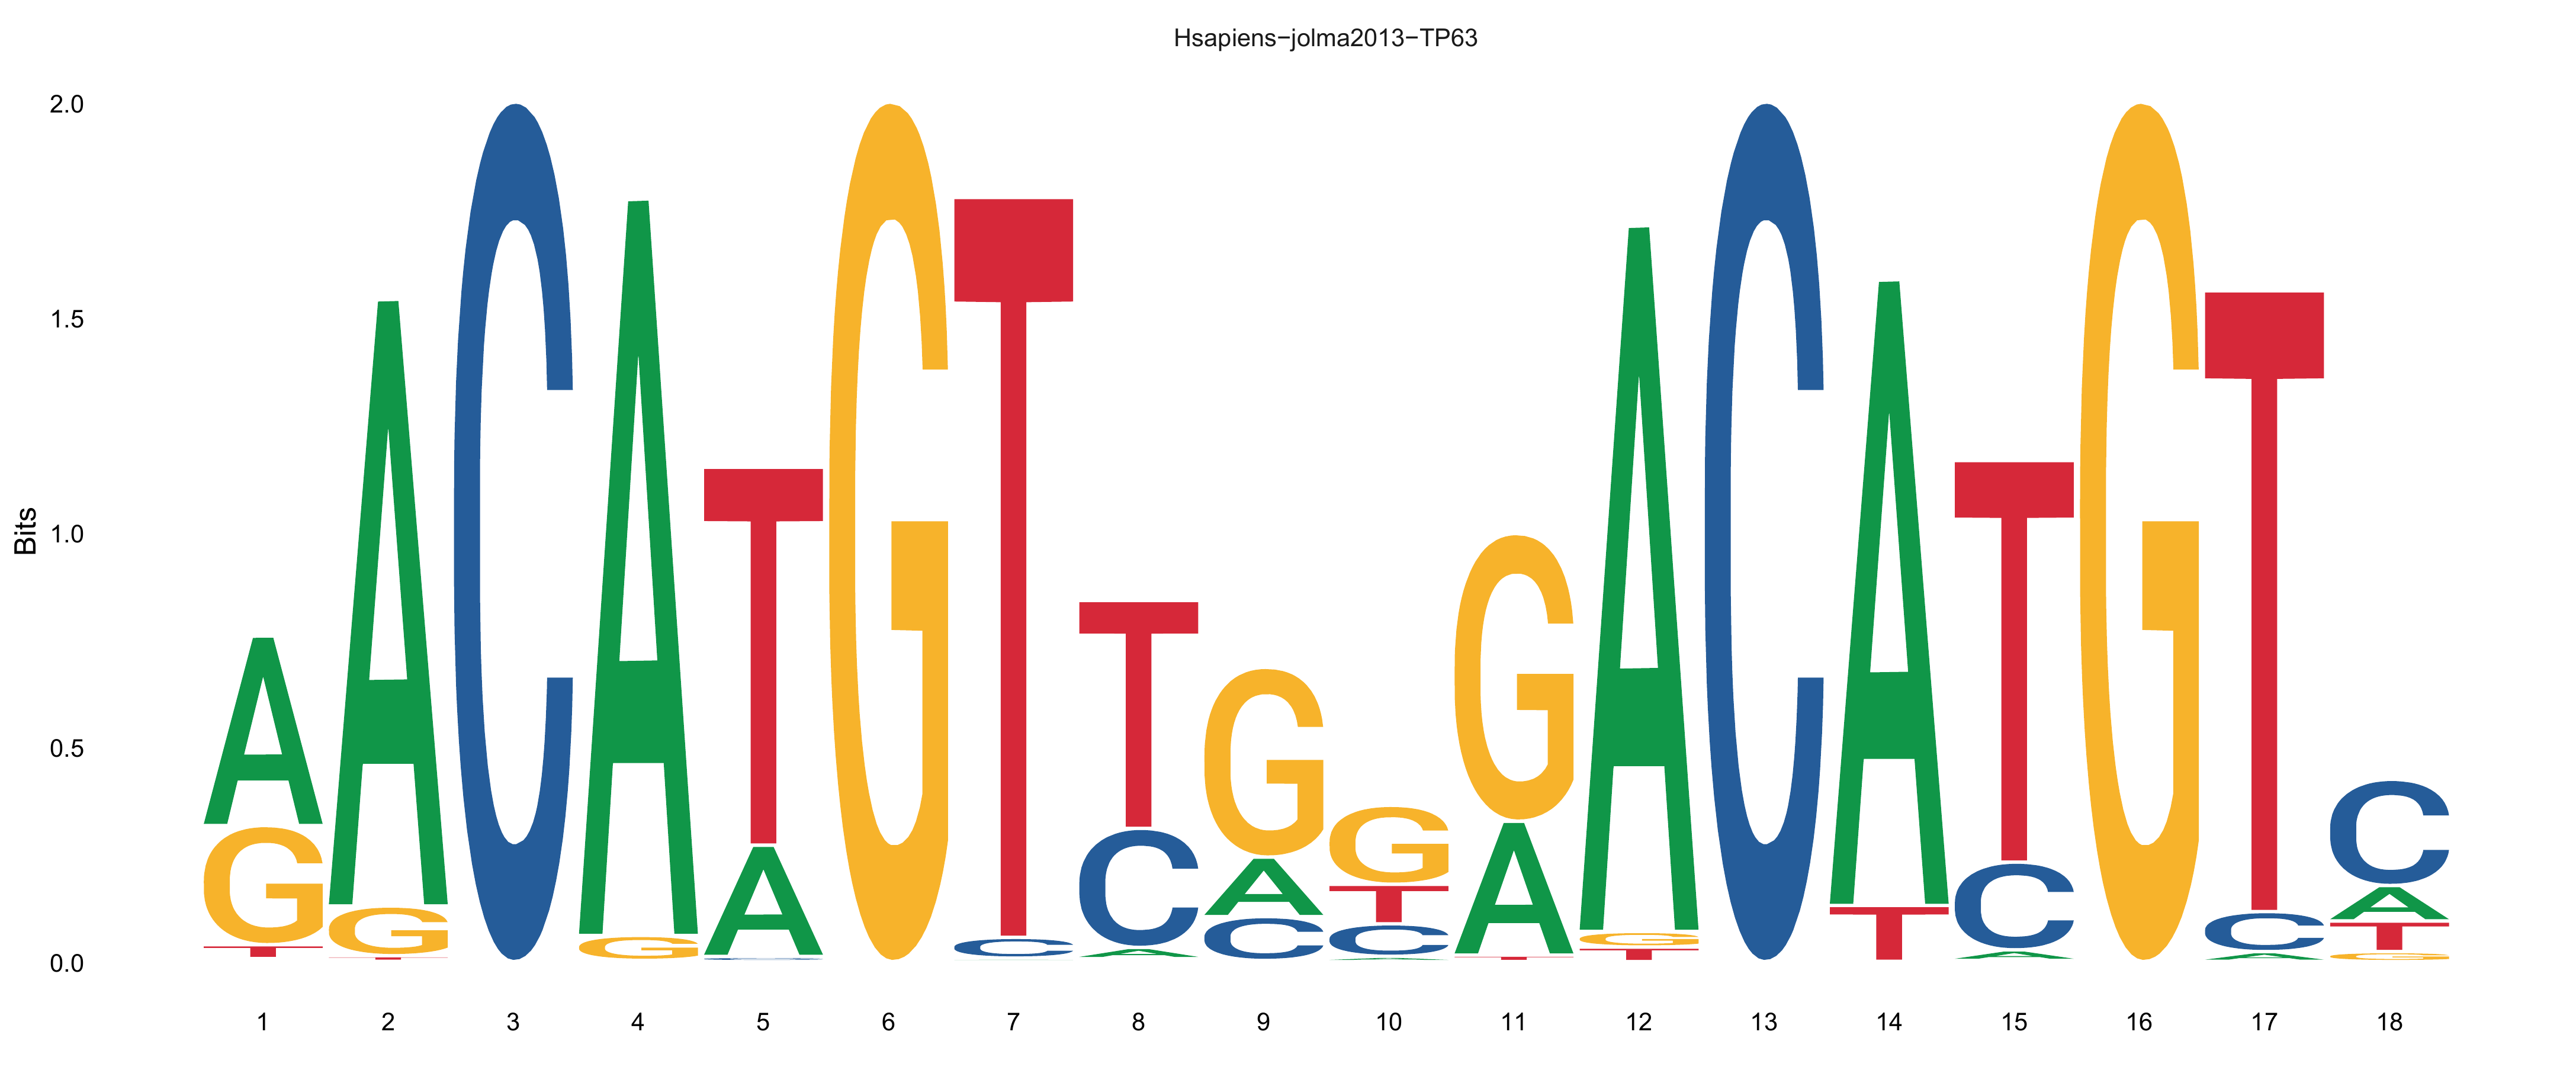 Hsapiens−jolma2013−TP63
2.0
1.5
1.0
0.5
0.0
Bits
A A C A T G T T G G G A C A T G T C
G G G A C C A T A G T C C A
T T C A C C T T A A T
A G
1 2 3 4 5 6 7 8 9 10 11 12 13 14 15 16 17 18